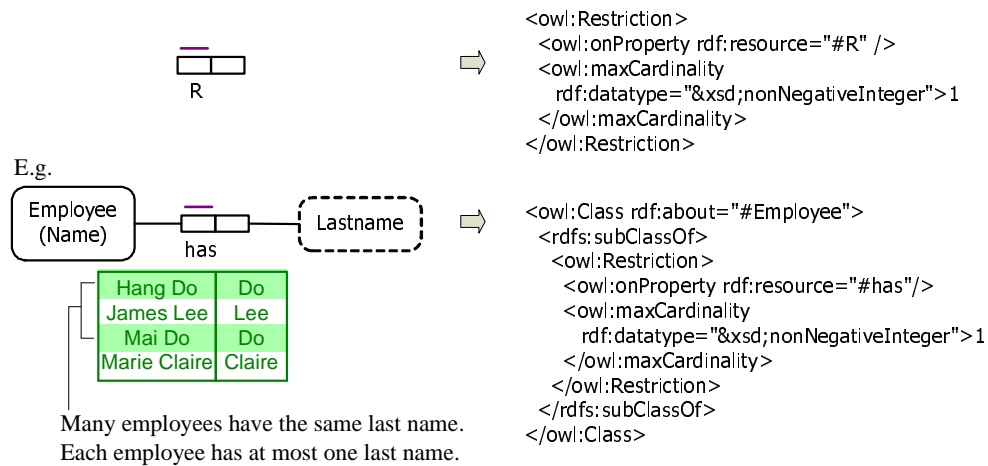 R
<owl:Restriction>
<owl:onProperty rdf:resource="#R" />
<owl:maxCardinality
rdf:datatype="&xsd;nonNegativeInteger">1
</owl:maxCardinality>
</owl:Restriction>
E.g.
Employee
(Name)
has
Lastname
Hang Do Do
James Lee Lee
Mai Do Do
Marie Claire Claire
Many employees have the same last name.
Each employee has at most one last name.
<owl:Class rdf:about="#Employee">
<rdfs:subClassOf>
<owl:Restriction>
<owl:onProperty rdf:resource="#has"/>
<owl:maxCardinality
rdf:datatype="&xsd;nonNegativeInteger">1
</owl:maxCardinality>
</owl:Restriction>
</rdfs:subClassOf>
</owl:Class>